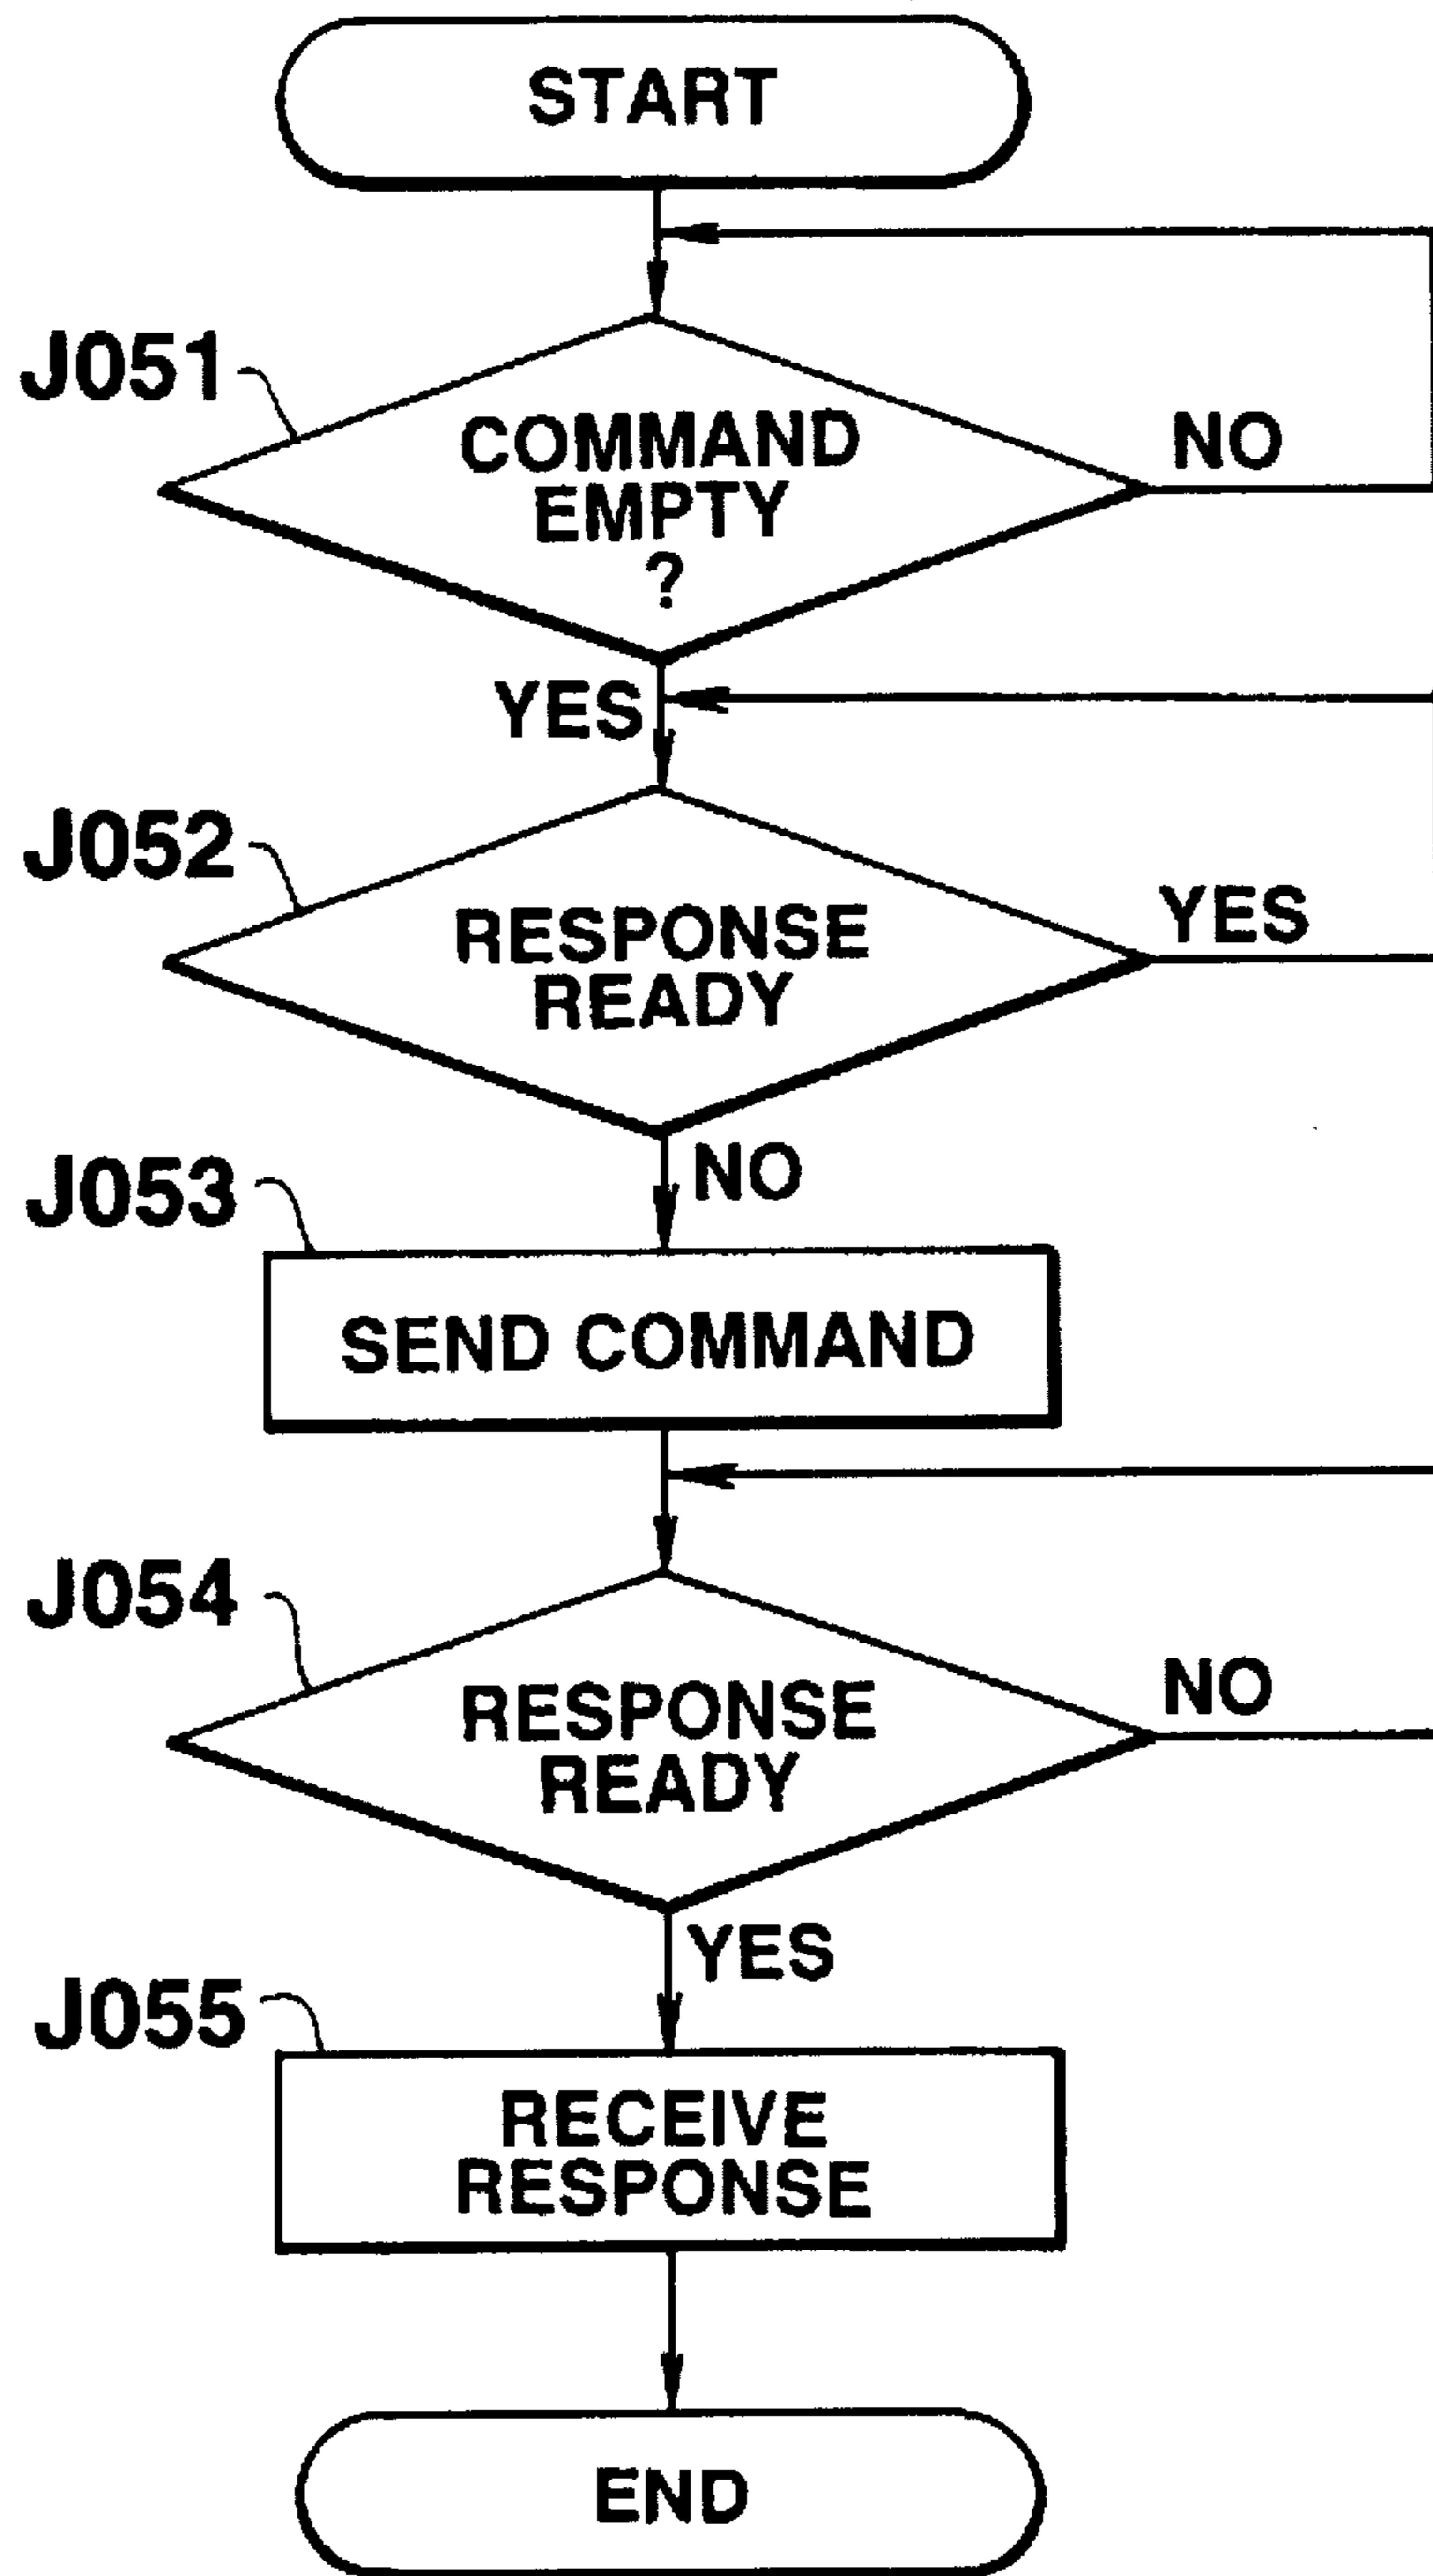 START
J051
COMMAND
EMPTY
?
NO
YES
J052
RESPONSE
READY
YES
NO
J053
SEND COMMAND
J054
RESPONSE
READY
NO
YES
J055
RECEIVE
RESPONSE
END